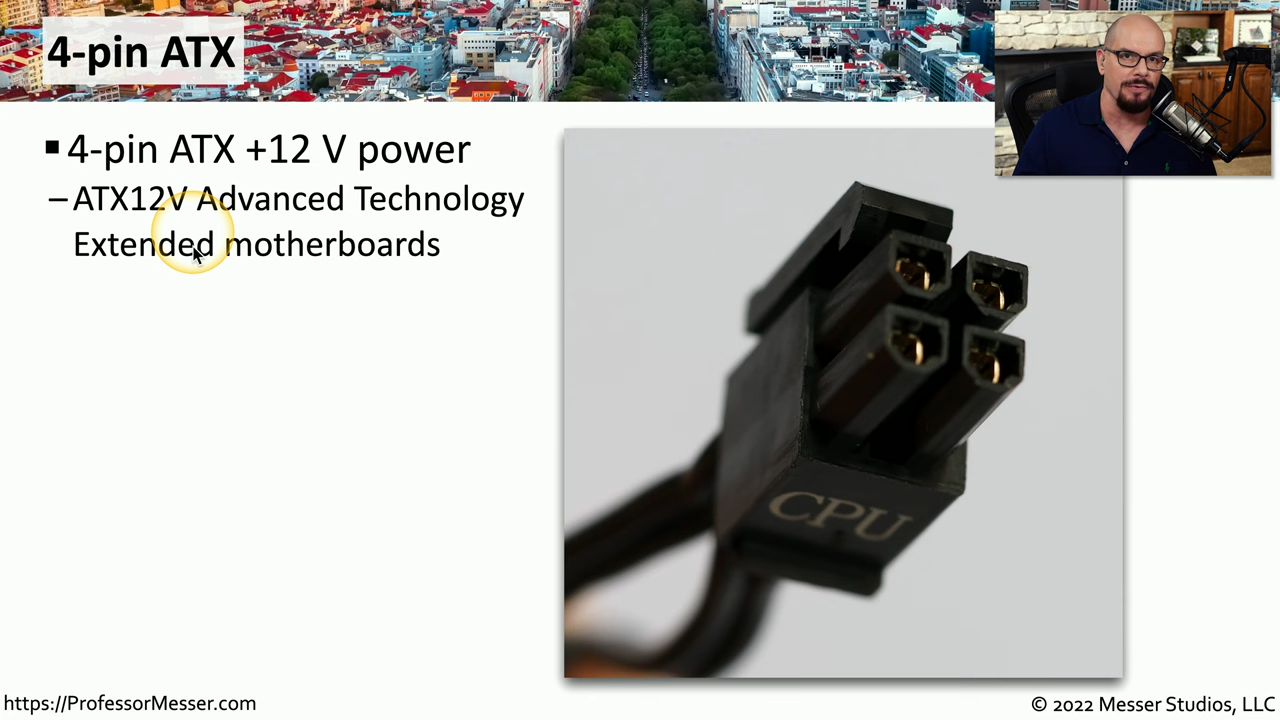 4-pin ATX
▪ 4-pin ATX +12 V power
– ATX12V Advanced Technology
Extended motherboards
CPU
https://ProfessorMesser.com
© 2022 Messer Studios, LLC